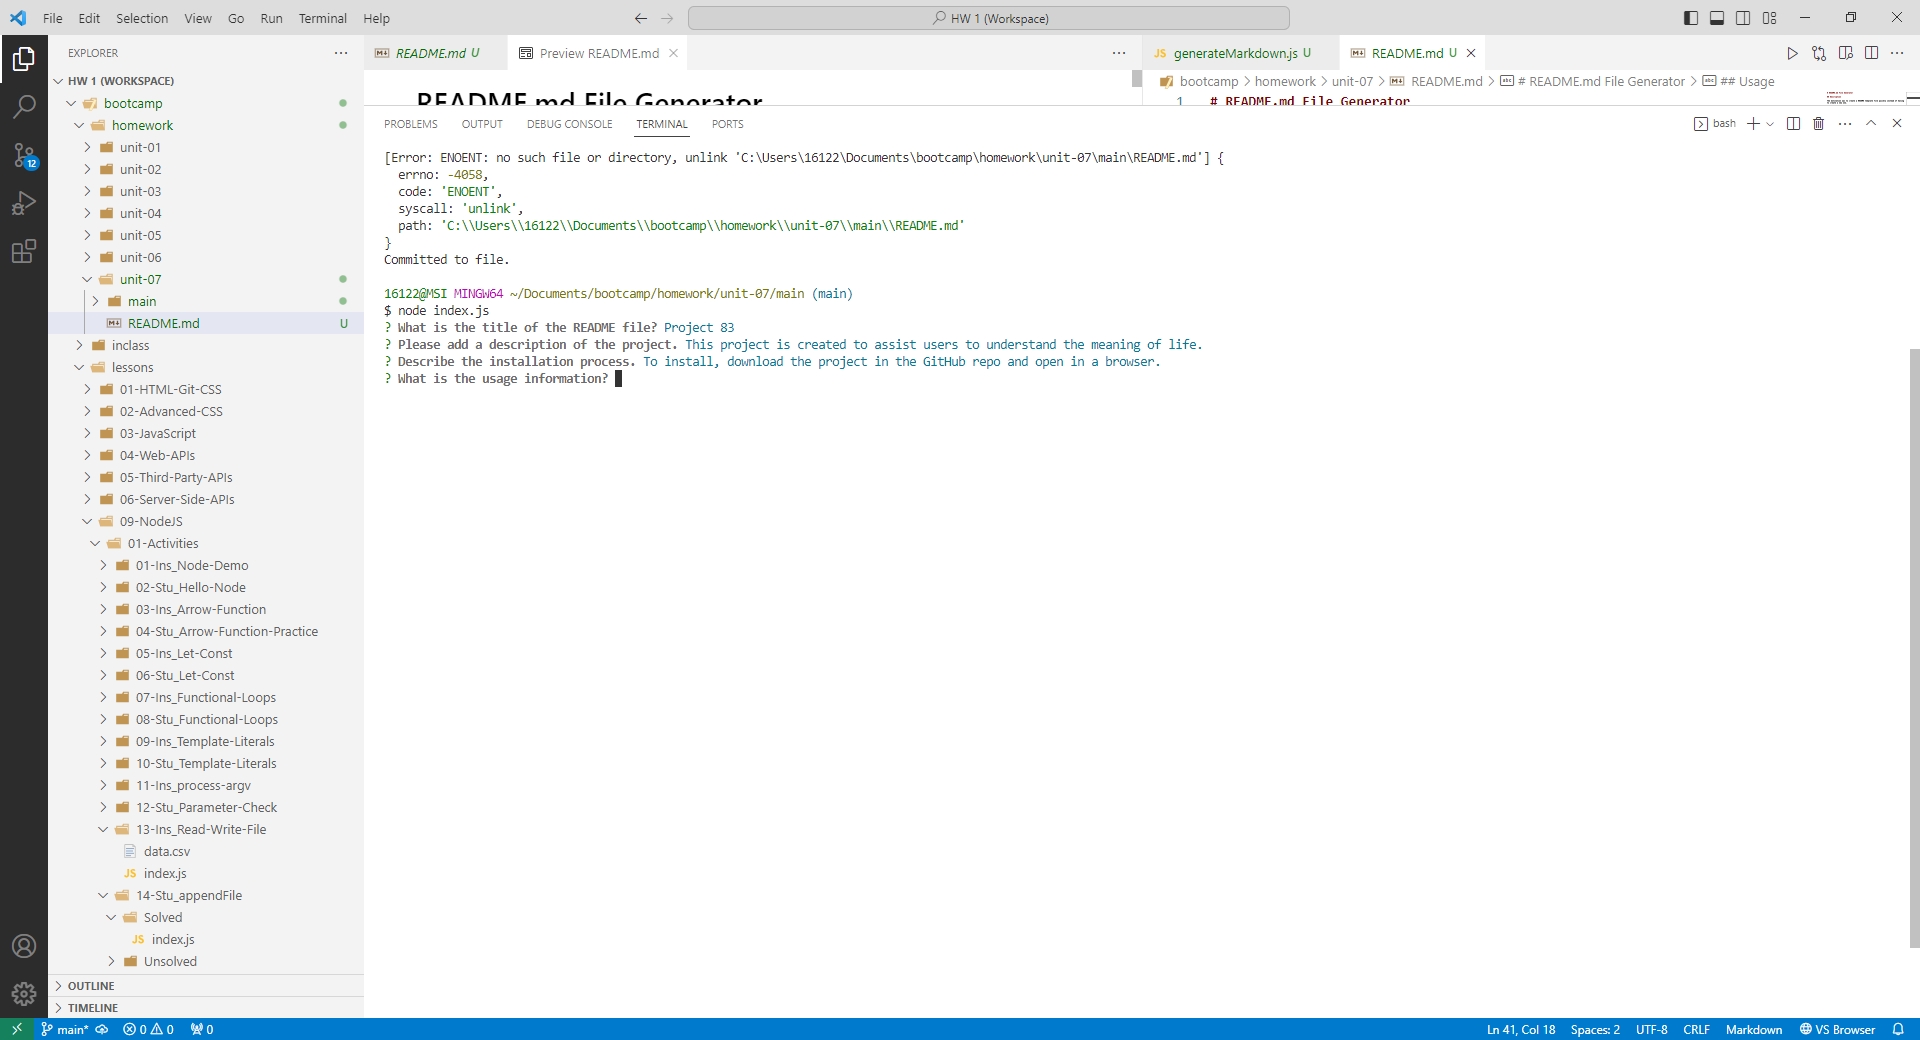 File Edit Selection View Go Run Terminal Help
HW 1 (Workspace)
EXPLORER
HW 1 (WORKSPACE)
bootcamp
homework
unit-01
unit-02
unit-03
unit-04
unit-05
unit-06
unit-07
main
README.md U
inclass
lessons
01-HTML-Git-CSS
02-Advanced-CSS
03-JavaScript
04-Web-APIs
05-Third-Party-APIs
06-Server-Side-APIs
09-NodeJS
01-Activities
01-Ins_Node-Demo
02-Stu_Hello-Node
03-Ins_Arrow-Function
04-Stu_Arrow-Function-Practice
05-Ins_Let-Const
06-Stu_Let-Const
07-Ins_Functional-Loops
08-Stu_Functional-Loops
09-Ins_Template-Literals
10-Stu_Template-Literals
11-Ins_process-argv
12-Stu_Parameter-Check
13-Ins_Read-Write-File
data.csv
JS index.js
14-Stu_appendFile
Solved
JS index.js
Unsolved
OUTLINE
TIMELINE
README.md U
Preview README.md
README.md File Generator
JS generateMarkdown.js U
README.md U
bootcamp > homework > unit-07 > README.md > # README.md File Generator > ## Usage
1 # README.md File Generator
PROBLEMS OUTPUT DEBUG CONSOLE TERMINAL PORTS
bash
[Error: ENOENT: no such file or directory, unlink 'C:\Users\16122\Documents\bootcamp\homework\unit-07\main\README.md'] {
errno: -4058,
code: 'ENOENT',
syscall: 'unlink',
path: 'C:\\Users\\16122\\Documents\\bootcamp\\homework\\unit-07\\main\\README.md'
}
Committed to file.
16122@MSI MINGW64 ~/Documents/bootcamp/homework/unit-07/main (main)
$ node index.js
? What is the title of the README file? Project 83
? Please add a description of the project. This project is created to assist users to understand the meaning of life.
? Describe the installation process. To install, download the project in the GitHub repo and open in a browser.
? What is the usage information?
12
main* 0 0 0
Ln 41, Col 18 Spaces: 2 UTF-8 CRLF Markdown VS Browser